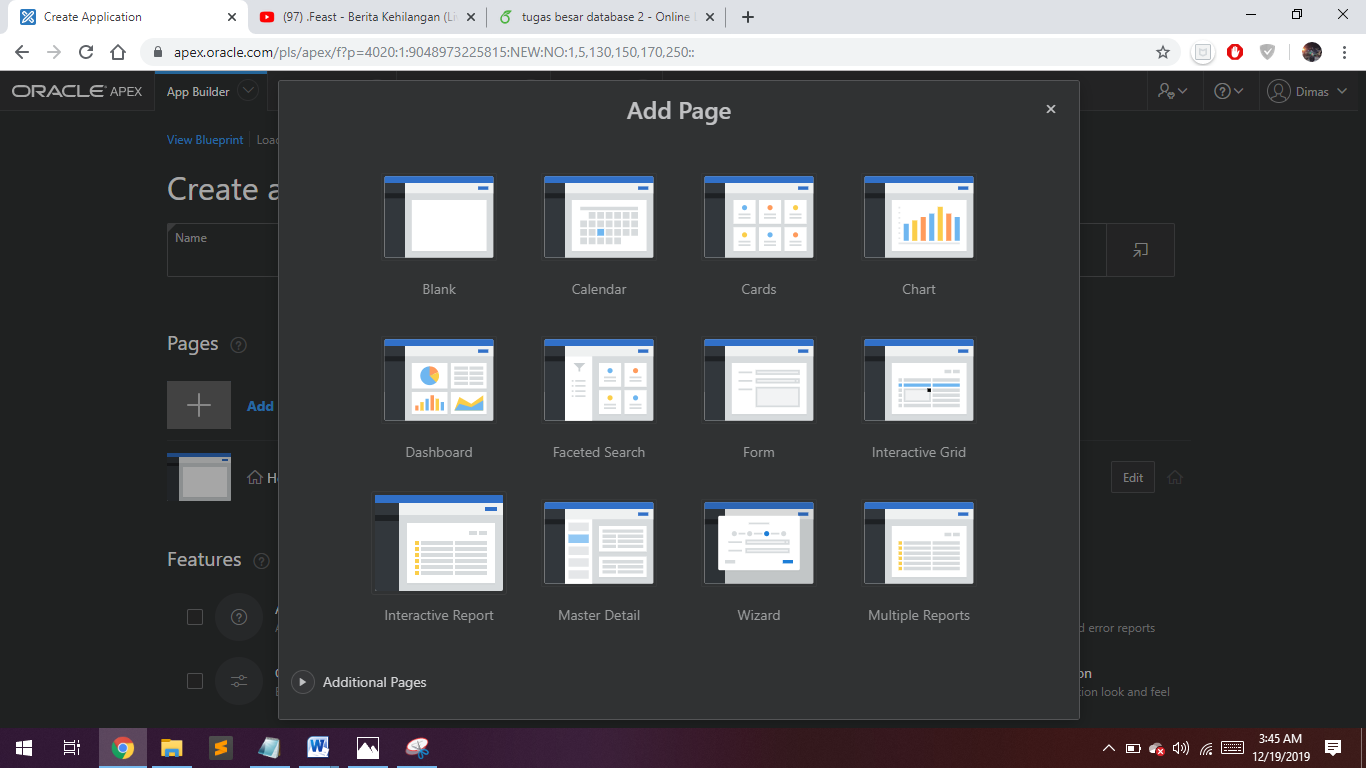 Create Application
(97) .Feast - Berita Kehilangan (Li
tugas besar database 2 - Online
apex.oracle.com/pls/apex/f?p=4020:1:9048973225815:NEW:NO:1,5,130,150,170,250::
ORACLE APEX
App Builder
Dimas
View Blueprint
Create
Name
Pages
Add
Edit
Features
d error reports
on
ion look and feel
Add Page
Blank
Calendar
Cards
Chart
Dashboard
Faceted Search
Form
Interactive Grid
Interactive Report
Master Detail
Wizard
Multiple Reports
Additional Pages
3:45 AM
12/19/2019